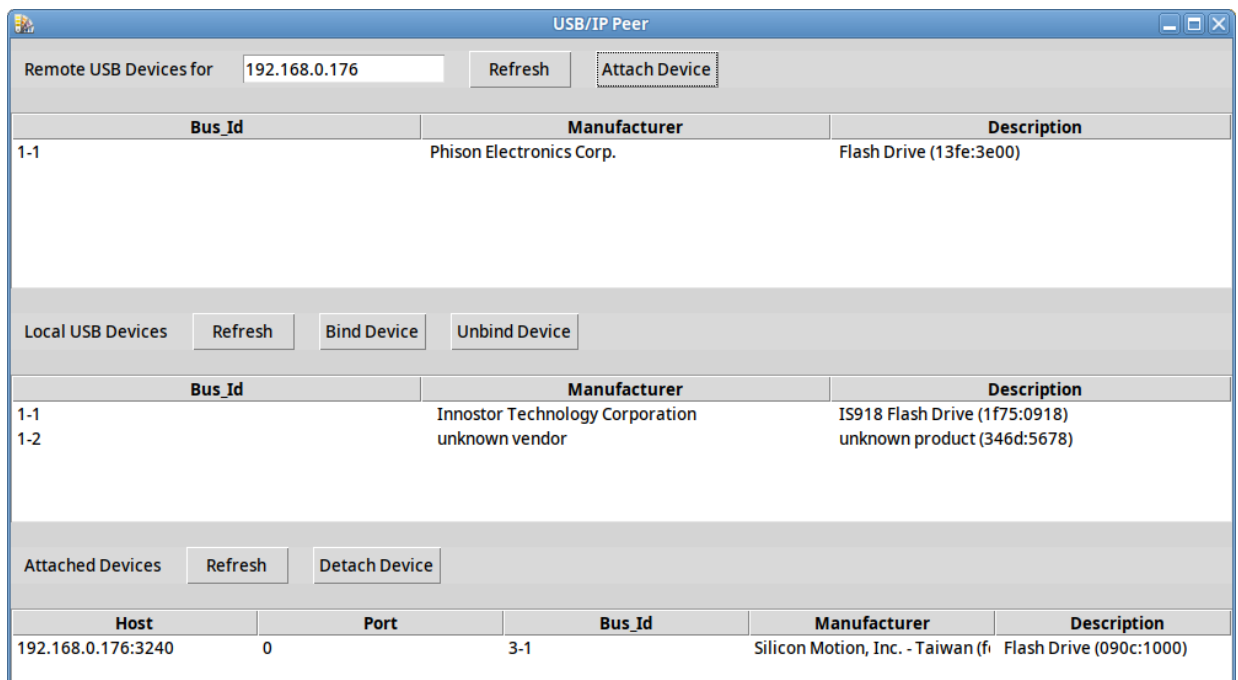 USB/IP Peer
Remote USB Devices for 192.168.0.176 Refresh Attach Device
Bus_Id Manufacturer Description
1-1 Phison Electronics Corp. Flash Drive (13fe:3e00)
Local USB Devices Refresh Bind Device Unbind Device
Bus_Id Manufacturer Description
1-1 Innostor Technology Corporation IS918 Flash Drive (1f75:0918)
1-2 unknown vendor unknown product (346d:5678)
Attached Devices Refresh Detach Device
Host Port Bus_Id Manufacturer Description
192.168.0.176:3240 0 3-1 Silicon Motion, Inc. - Taiwan Flash Drive (090c:1000)